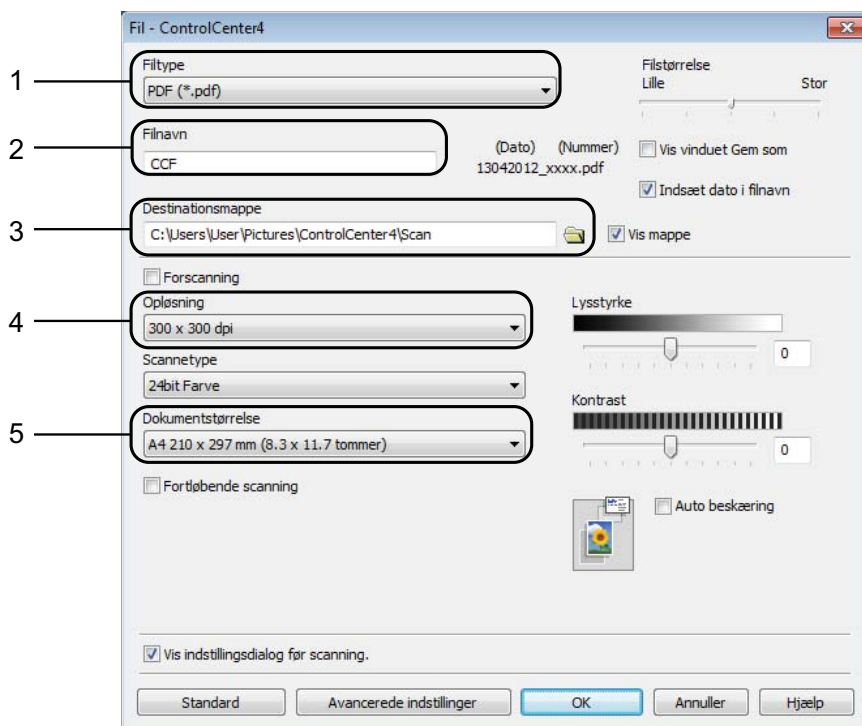 Fil - ControlCenter4
1
Filtype
PDF (*.pdf)
Filstørrelse
Lille Stor
2
Filnavn
CCF
(Dato) (Nummer)
13042012_xxxx.pdf
Vis vinduet Gem som
Indsæt dato i filnavn
3
Destinationsmappe
C:\Users\User\Pictures\ControlCenter4\Scan
Vis mappe
Forscanning
4
Opløsning
300 x 300 dpi
Lysstyrke
0
Scannetype
24bit Farve
Kontrast
0
5
Dokumentstørrelse
A4 210 x 297 mm (8.3 x 11.7 tommer)
Fortløbende scanning
Auto beskæring
Vis indstillingsdialog før scanning.
Standard Avancerede indstillinger OK Annuller Hjælp